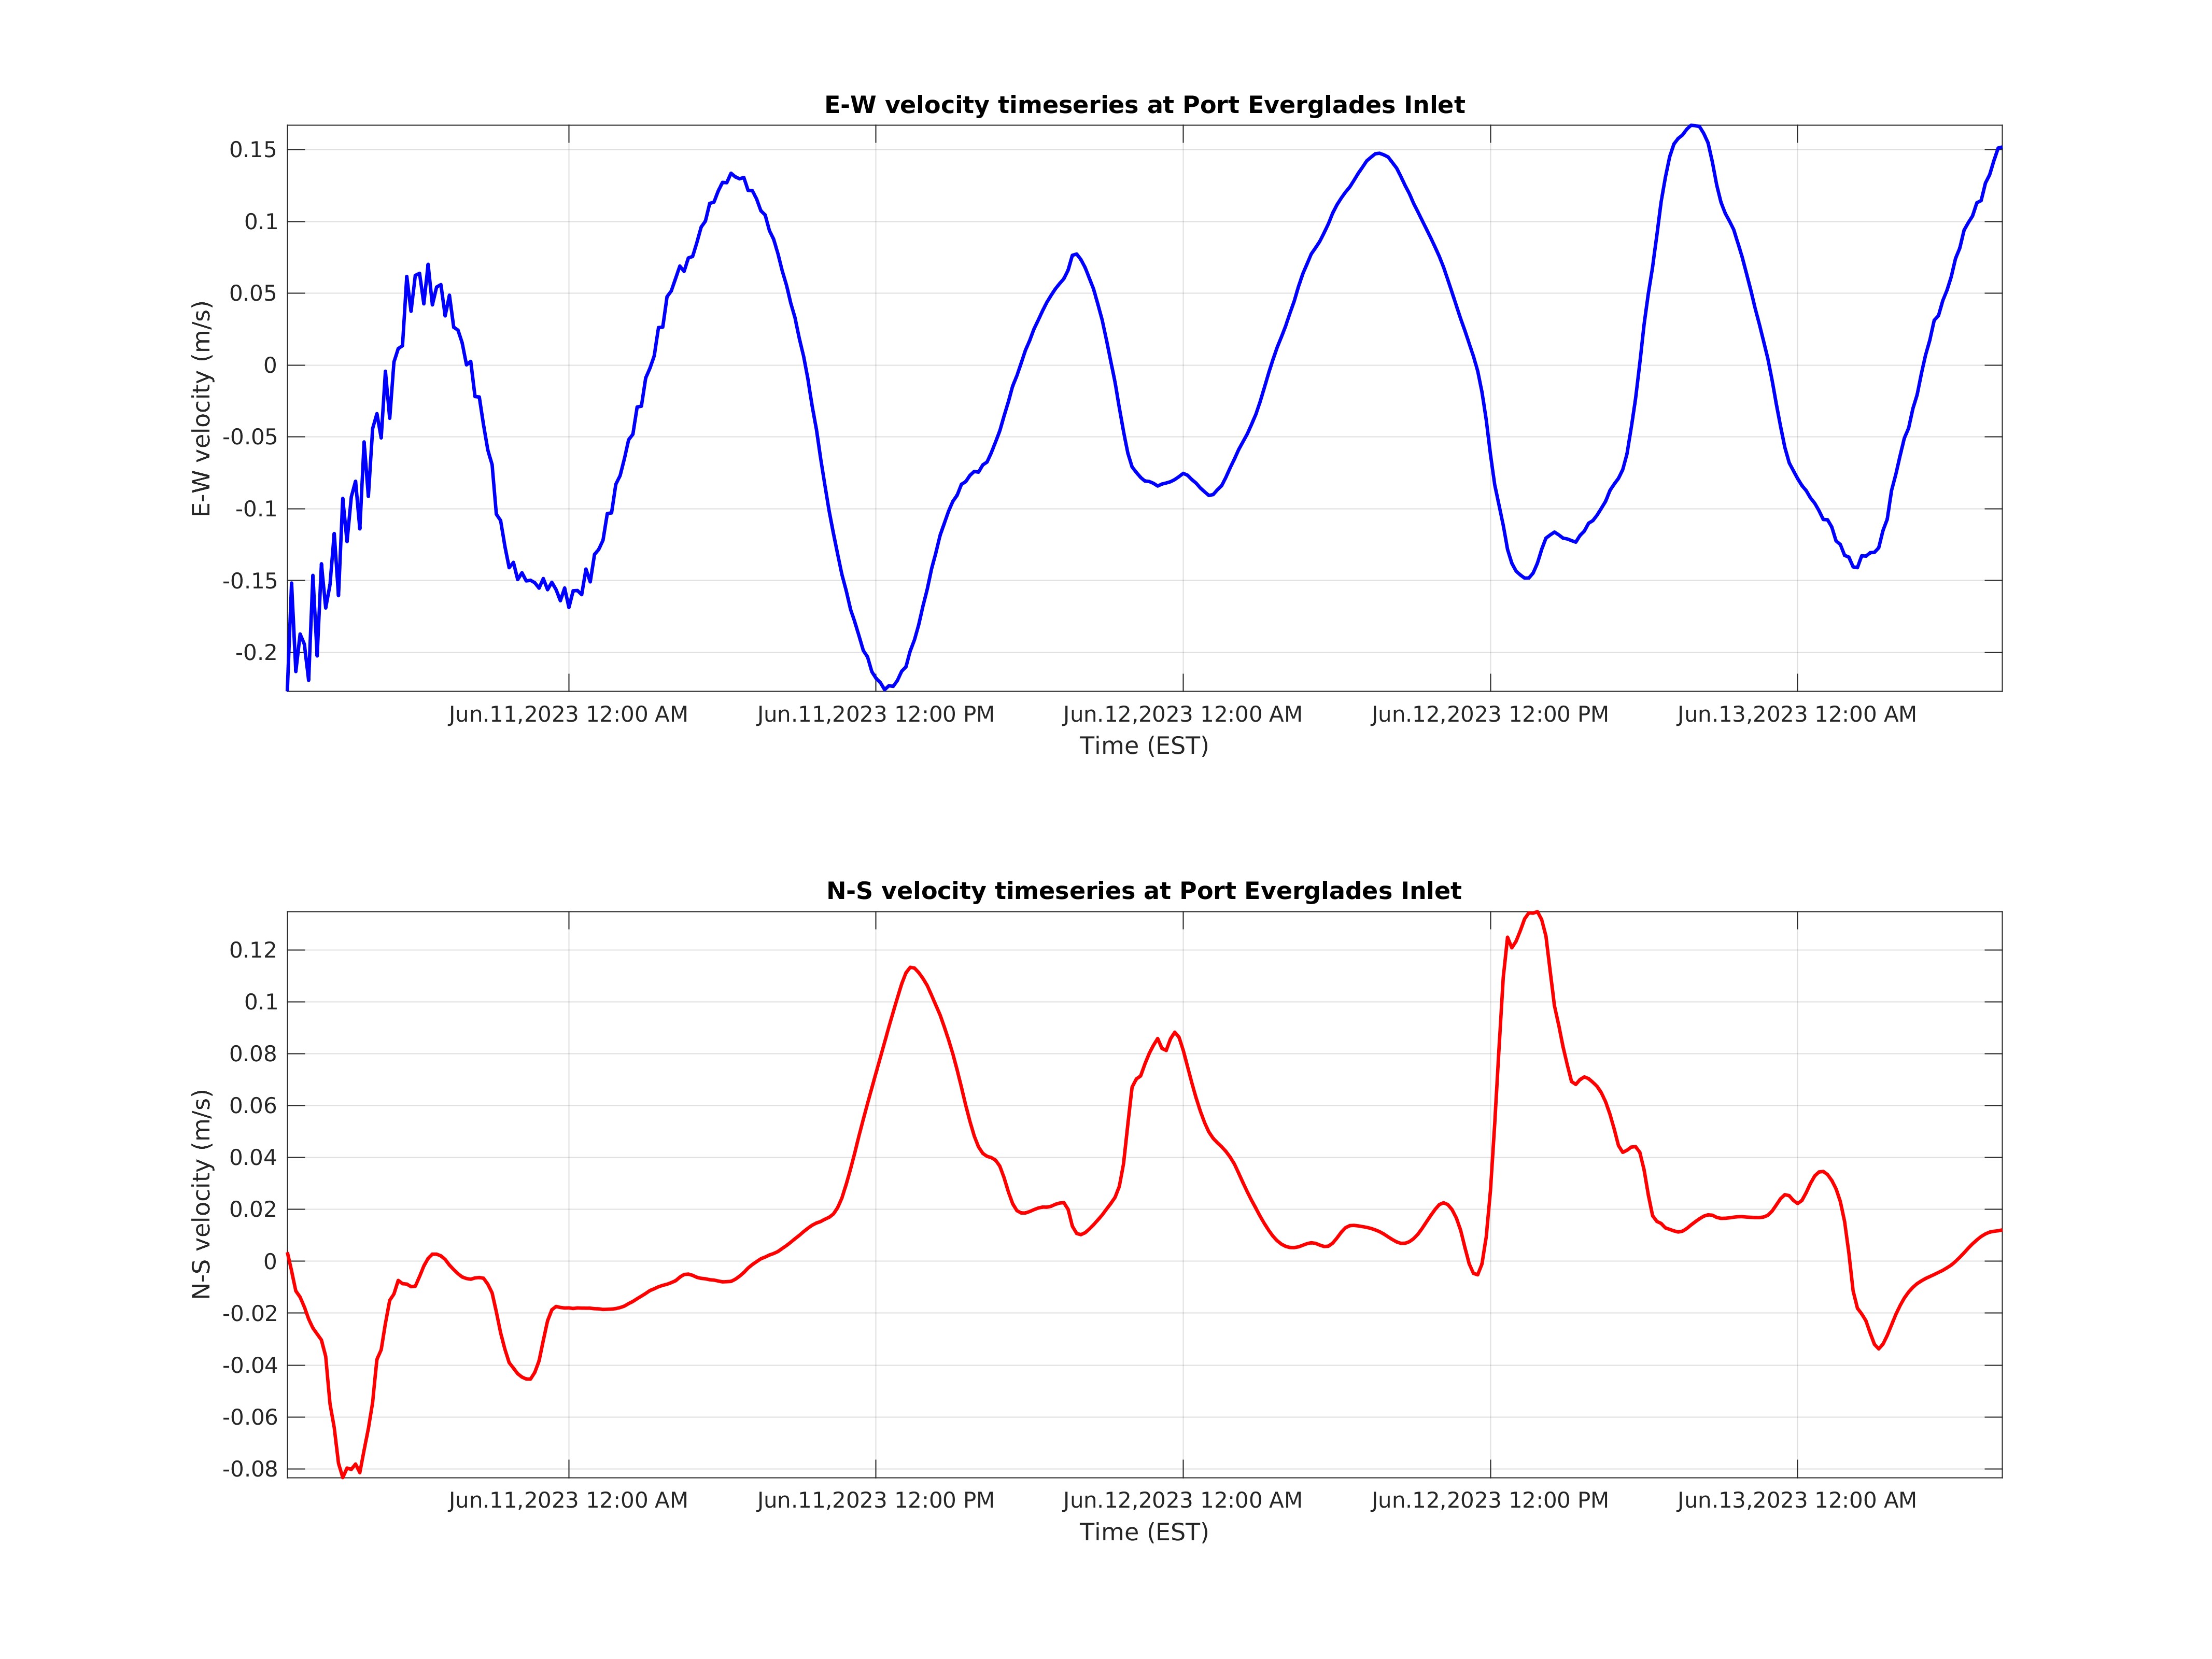 E-W velocity timeseries at Port Everglades Inlet
0.15
0.1
0.05
0
-0.05
-0.1
-0.15
-0.2
E-W velocity (m/s)
Jun.11,2023 12:00 AM Jun.11,2023 12:00 PM Jun.12,2023 12:00 AM Jun.12,2023 12:00 PM Jun.13,2023 12:00 AM
Time (EST)
N-S velocity timeseries at Port Everglades Inlet
0.12
0.1
0.08
0.06
0.04
0.02
0
-0.02
-0.04
-0.06
-0.08
N-S velocity (m/s)
Jun.11,2023 12:00 AM Jun.11,2023 12:00 PM Jun.12,2023 12:00 AM Jun.12,2023 12:00 PM Jun.13,2023 12:00 AM
Time (EST)